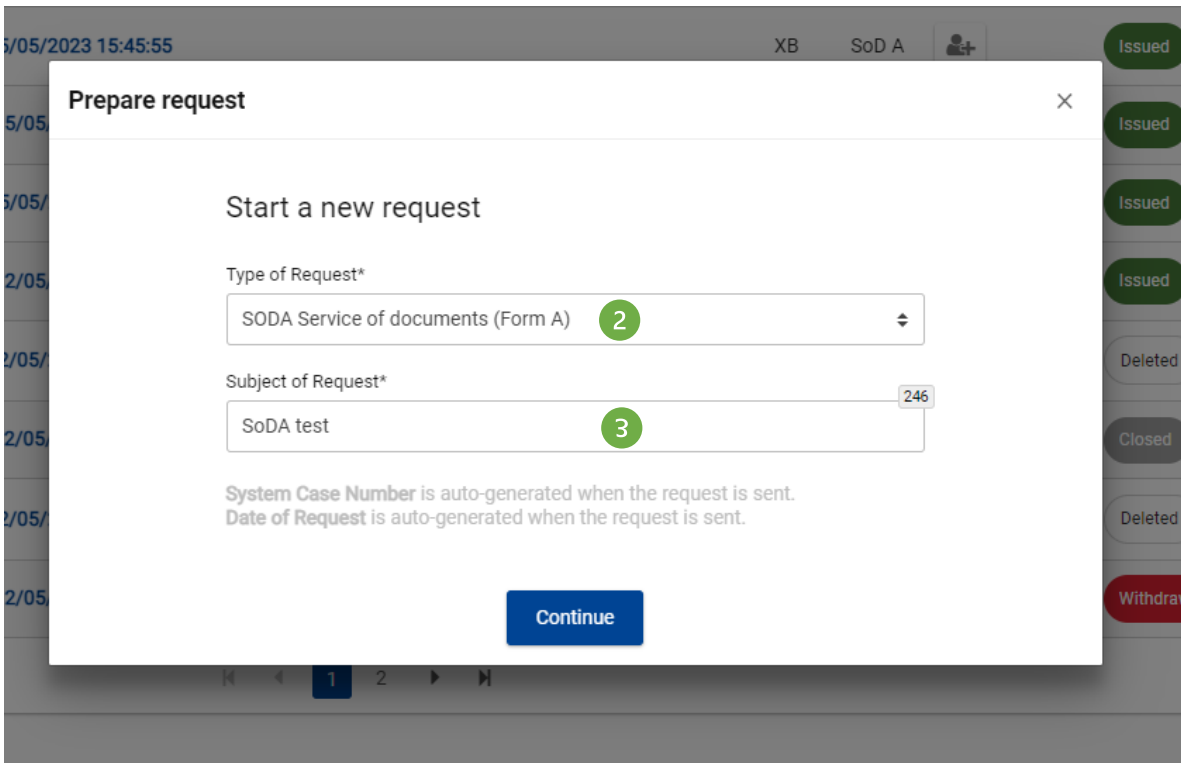 5/05/2023 15:45:55 XB SoD A Issued
Prepare request
5/05/ Issued
Start a new request
5/05/ Issued
Type of Request*
2/05/ Issued
SODA Service of documents (Form A) 2
2/05/ Deleted
Subject of Request*
246
SoDA test 3
2/05/ Closed
System Case Number is auto-generated when the request is sent.
Date of Request is auto-generated when the request is sent.
2/05/ Deleted
2/05/ Withdra
Continue
1 2